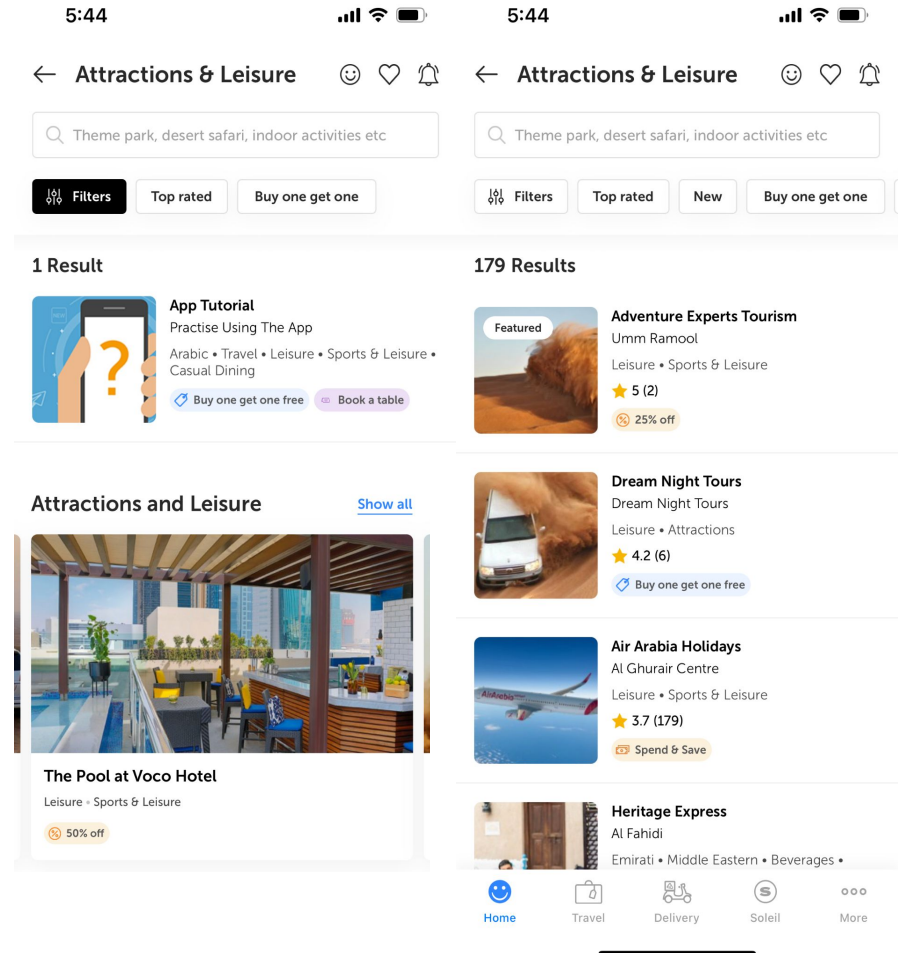 5:44
Attractions & Leisure
Theme park, desert safari, indoor activities etc
Filters
Top rated
Buy one get one
1 Result
App Tutorial
Practise Using The App
Arabic • Travel • Leisure • Sports & Leisure •
Casual Dining
Buy one get one free
Book a table
Attractions and Leisure
Show all
The Pool at Voco Hotel
Leisure • Sports & Leisure
50% off
5:44
Attractions & Leisure
Theme park, desert safari, indoor activities etc
Filters
Top rated
New
Buy one get one
179 Results
Featured
Adventure Experts Tourism
Umm Ramool
Leisure • Sports & Leisure
5 (2)
25% off
Dream Night Tours
Dream Night Tours
Leisure • Attractions
4.2 (6)
Buy one get one free
AirArabia
Air Arabia Holidays
Al Ghurair Centre
Leisure • Sports & Leisure
3.7 (179)
Spend & Save
Heritage Express
Al Fahidi
Emirati • Middle Eastern • Beverages •
Home
Travel
Delivery
S
Soleil
More